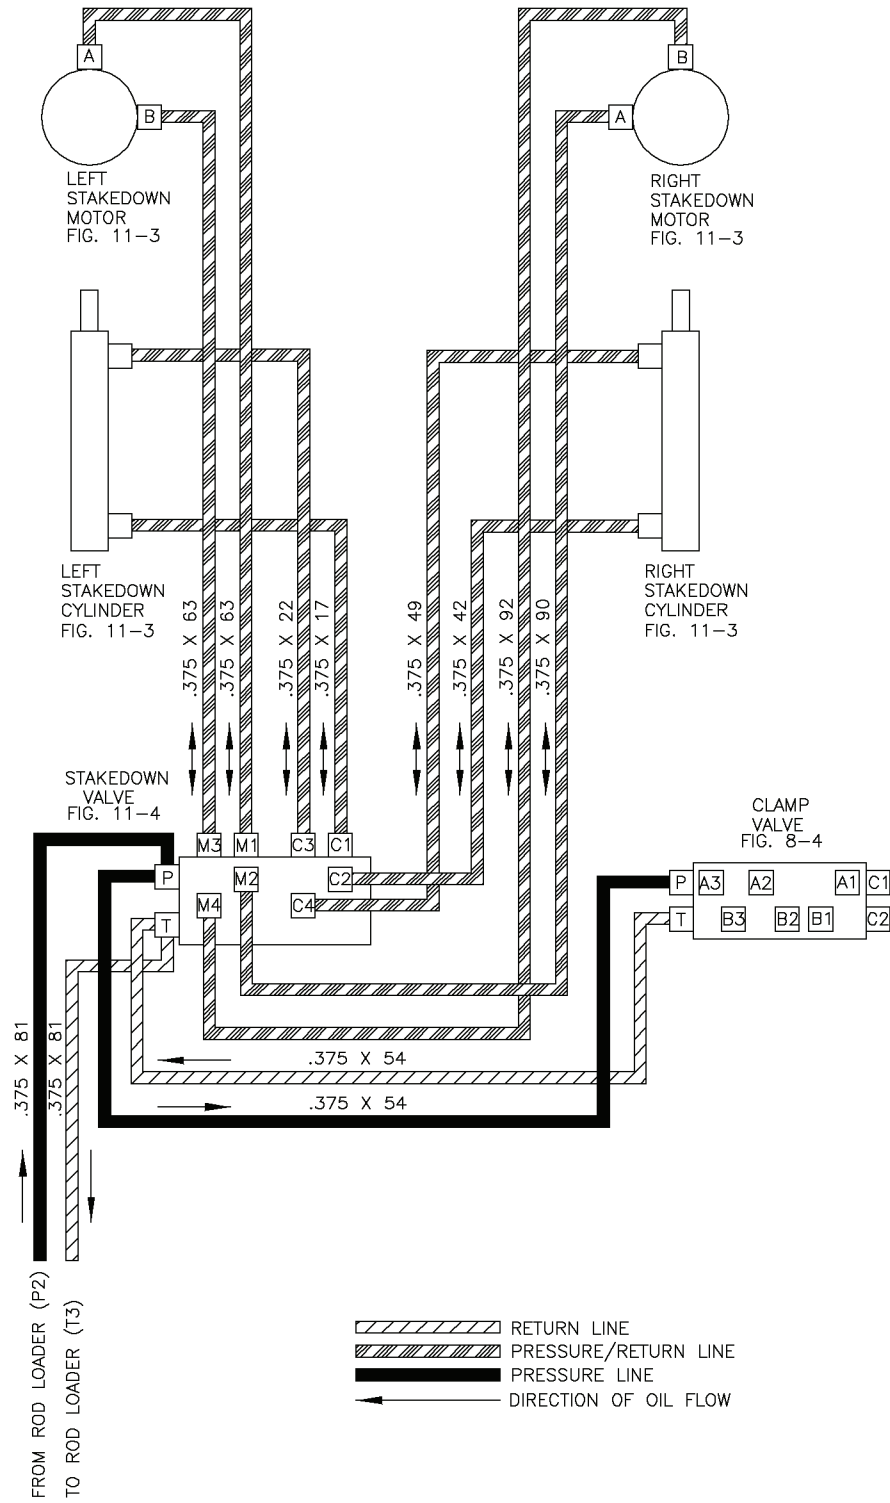 A
B
B
A
LEFT
STAKEDOWN
MOTOR
FIG. 11-3
RIGHT
STAKEDOWN
MOTOR
FIG. 11-3
LEFT
STAKEDOWN
CYLINDER
FIG. 11-3
RIGHT
STAKEDOWN
CYLINDER
FIG. 11-3
.375 X 63
.375 X 63
.375 X 22
.375 X 17
.375 X 49
.375 X 42
.375 X 92
.375 X 90
STAKEDOWN
VALVE
FIG. 11-4
M3 M1 C3 C1
P M2 C2
M4 C4
T
CLAMP
VALVE
FIG. 8-4
P A3 A2 A1 C1
T B3 B2 B1 C2
.375 X 54
.375 X 54
.375 X 81
.375 X 81
FROM ROD LOADER (P2)
TO ROD LOADER (T3)
RETURN LINE
PRESSURE/RETURN LINE
PRESSURE LINE
DIRECTION OF OIL FLOW